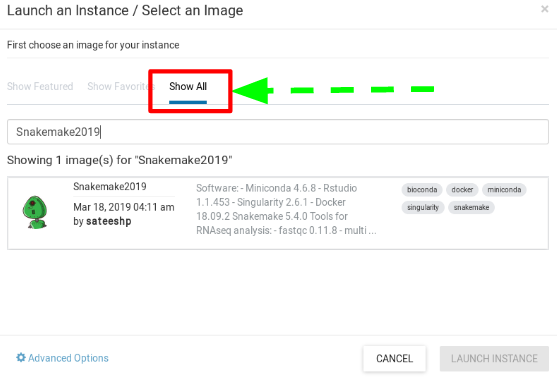 Launch an Instance / Select an Image
×
First choose an image for your instance
Show Featured
Show Favorites
Show All
Snakemake2019
Showing 1 image(s) for "Snakemake2019"
Snakemake2019
Mar 18, 2019 04:11 am
by sateeshp
Software: - Miniconda 4.6.8 - Rstudio
1.1.453 - Singularity 2.6.1 - Docker
18.09.2 Snakemake 5.4.0 Tools for
RNAseq analysis: - fastqc 0.11.8 - multi ...
bioconda docker miniconda
singularity snakemake
Advanced Options
CANCEL
LAUNCH INSTANCE